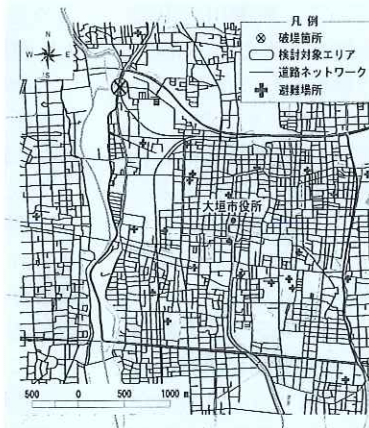 凡例
破堤箇所
検討対象エリア
道路ネットワーク
避難場所
N
W
E
S
大垣市役所
500 0 500 1000 m